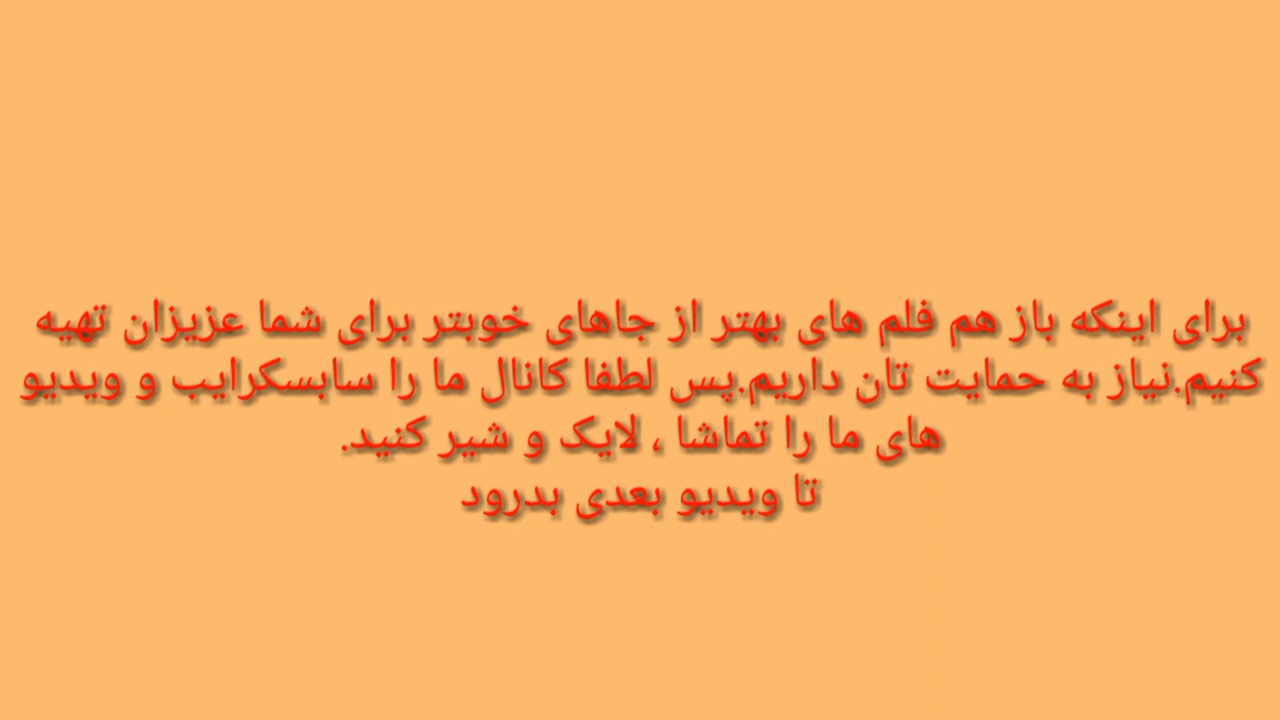 برای اینکه باز هم فلم های بهتر از جاهای خوبتر برای شما عزیزان تهیه
کنیم.نیاز به حمایت تان داریم.پس لطفا کانال ما را سابسکرایب و ویدیو
های ما را تماشا ، لایک و شیر کنید.
تا ویدیو بعدی بدرود